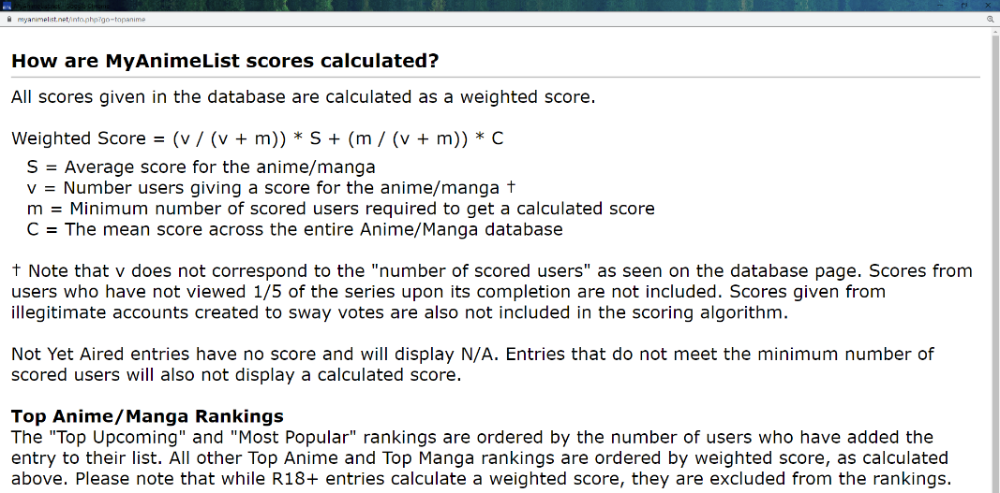 myanimelist.net/info.php?go=topanime
How are MyAnimeList scores calculated?
All scores given in the database are calculated as a weighted score.
Weighted Score = (v / (v + m)) * S + (m / (v + m)) * C
S = Average score for the anime/manga
v = Number users giving a score for the anime/manga †
m = Minimum number of scored users required to get a calculated score
C = The mean score across the entire Anime/Manga database
† Note that v does not correspond to the "number of scored users" as seen on the database page. Scores from
users who have not viewed 1/5 of the series upon its completion are not included. Scores given from
illegitimate accounts created to sway votes are also not included in the scoring algorithm.
Not Yet Aired entries have no score and will display N/A. Entries that do not meet the minimum number of
scored users will also not display a calculated score.
Top Anime/Manga Rankings
The "Top Upcoming" and "Most Popular" rankings are ordered by the number of users who have added the
entry to their list. All other Top Anime and Top Manga rankings are ordered by weighted score, as calculated
above. Please note that while R18+ entries calculate a weighted score, they are excluded from the rankings.